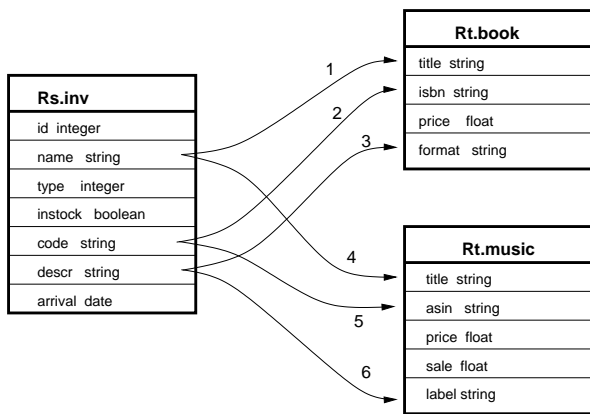 Rs.inv
id integer
name string
type integer
instock boolean
code string
descr string
arrival date
1
2
3
4
5
6
Rt.book
title string
isbn string
price float
format string
Rt.music
title string
asin string
price float
sale float
label string